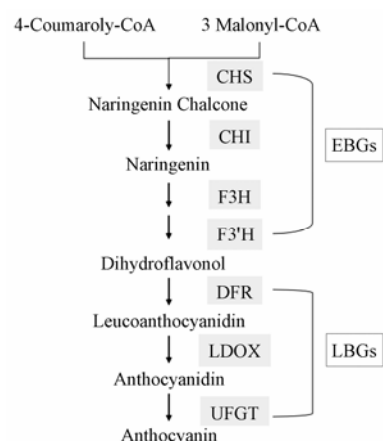 4-Coumaroly-CoA 3 Malonyl-CoA
CHS
Naringenin Chalcone
CHI
EBGs
Naringenin
F3H
F3'H
Dihydroflavonol
DFR
Leucoanthocyanidin
LDOX
LBGs
Anthocyanidin
UFGT
Anthocyanin